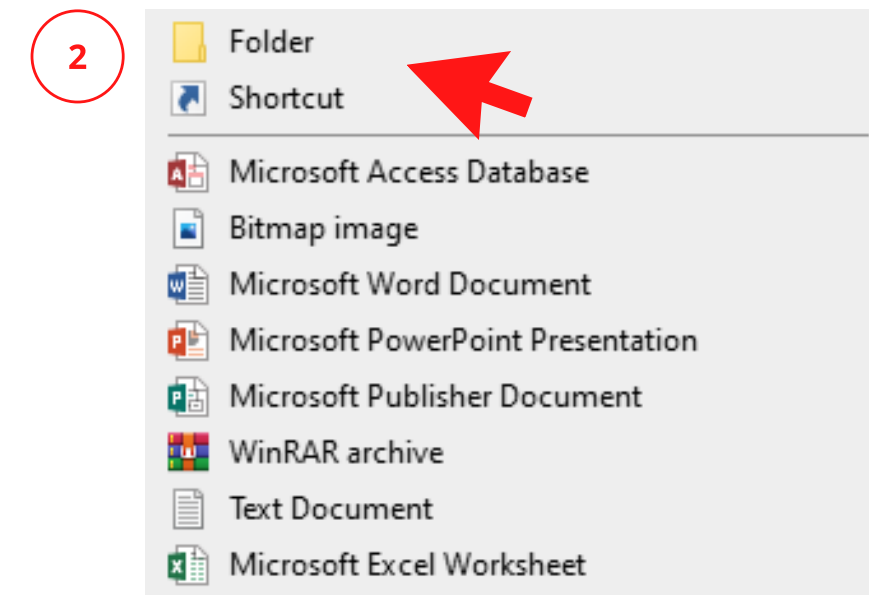 2
Folder
Shortcut
Microsoft Access Database
Bitmap image
Microsoft Word Document
Microsoft PowerPoint Presentation
Microsoft Publisher Document
WinRAR archive
Text Document
Microsoft Excel Worksheet